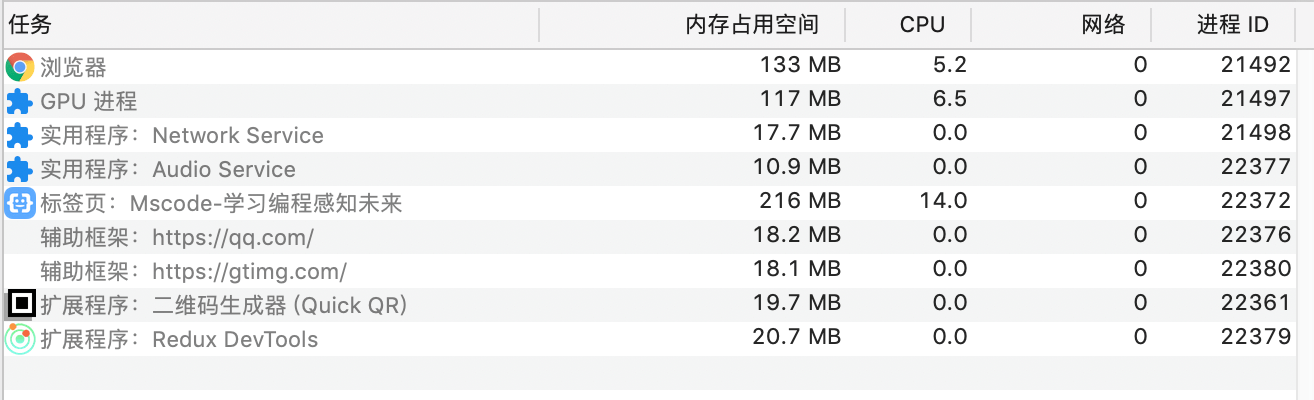 任务 内存占用空间 CPU 网络 进程 ID
浏览器 133 MB 5.2 0 21492
GPU 进程 117 MB 6.5 0 21497
实用程序：Network Service 17.7 MB 0.0 0 21498
实用程序：Audio Service 10.9 MB 0.0 0 22377
标签页：Mscode-学习编程感知未来 216 MB 14.0 0 22372
辅助框架：https://qq.com/ 18.2 MB 0.0 0 22376
辅助框架：https://gtimg.com/ 18.1 MB 0.0 0 22380
扩展程序：二维码生成器 (Quick QR) 19.7 MB 0.0 0 22361
扩展程序：Redux DevTools 20.7 MB 0.0 0 22379